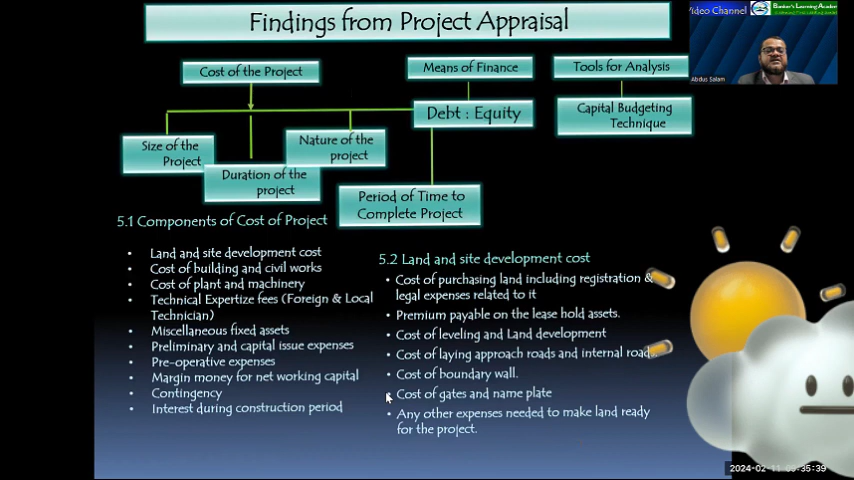 Findings from Project Appraisal
Video Channel
Banker's Learning Academy
Abdus Salam
Cost of the Project
Means of Finance
Tools for Analysis
Debt : Equity
Capital Budgeting
Technique
Size of the
Project
Nature of the
project
Duration of the
project
Period of Time to
Complete Project
5.1 Components of Cost of Project
• Land and site development cost
• Cost of building and civil works
• Cost of plant and machinery
• Technical Expertize fees (Foreign & Local
Technician)
• Miscellaneous fixed assets
• Preliminary and capital issue expenses
• Pre-operative expenses
• Margin money for net working capital
• Contingency
• Interest during construction period
5.2 Land and site development cost
• Cost of purchasing land including registration &
legal expenses related to it
• Premium payable on the lease hold assets.
• Cost of leveling and Land development
• Cost of laying approach roads and internal roads.
• Cost of boundary wall.
• Cost of gates and name plate
• Any other expenses needed to make land ready
for the project.